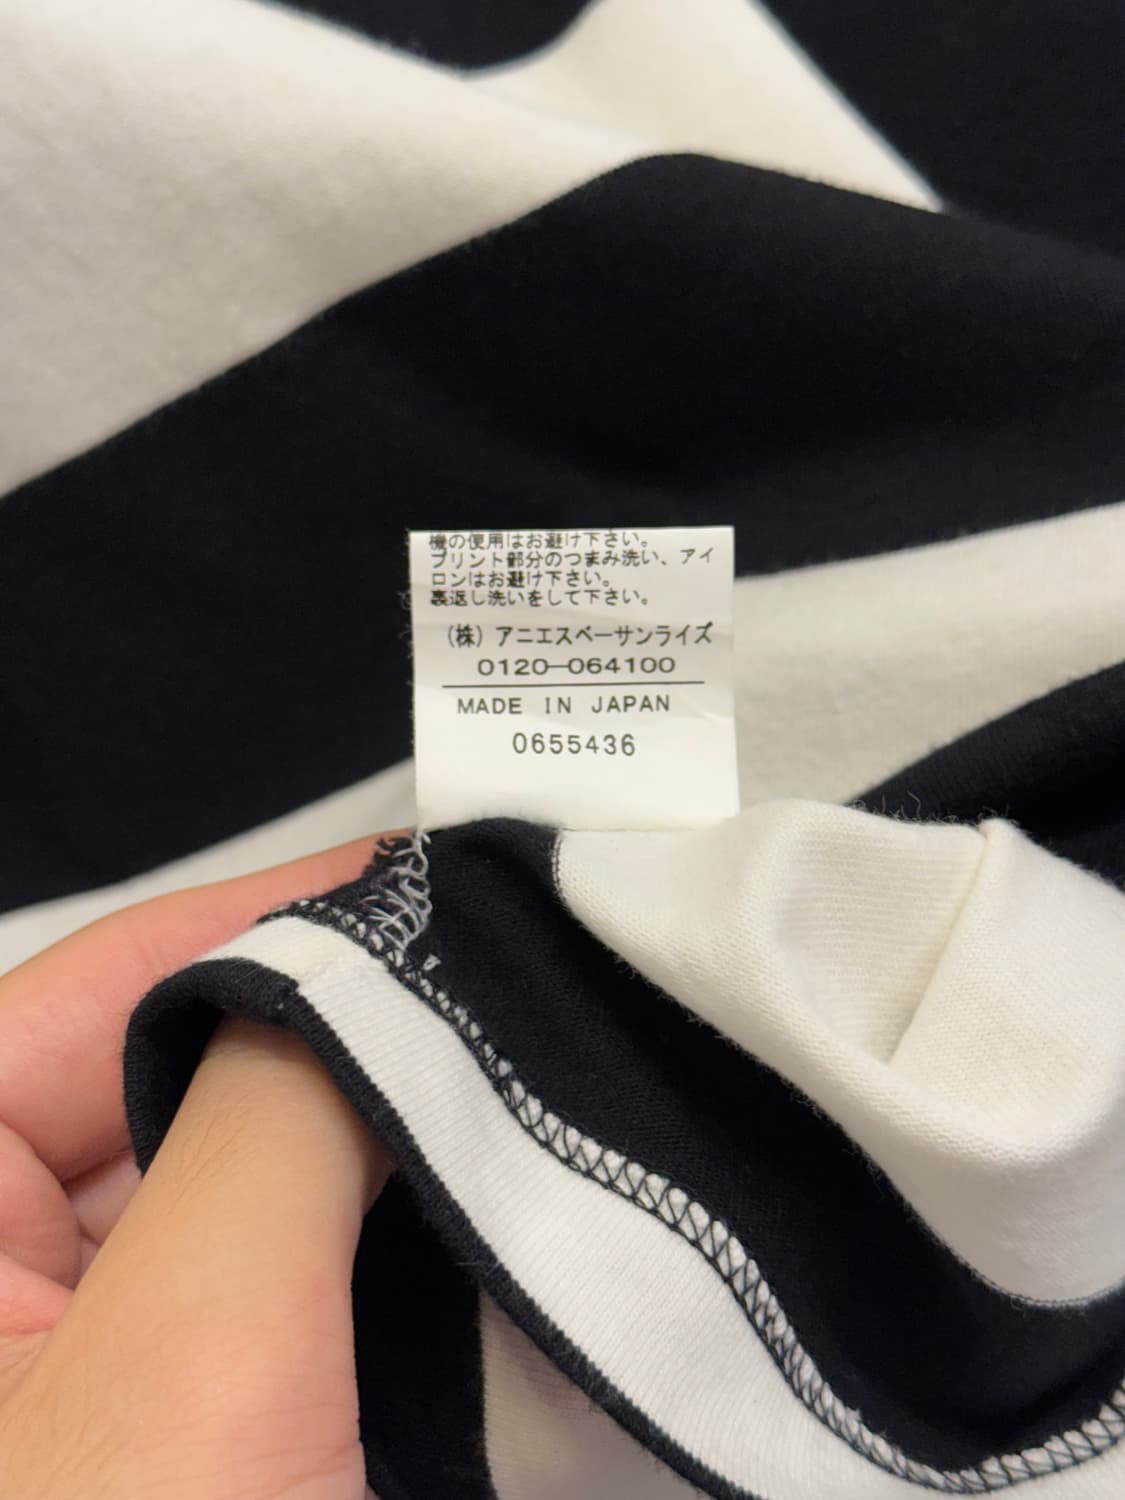 機の使用はお避け下さい。
プリント部分のつまみ洗い、アイ
ロンはお避け下さい。
裏返し洗いをして下さい。
(株) アニエスベーサンライズ
0120-064100
MADE IN JAPAN
0655436